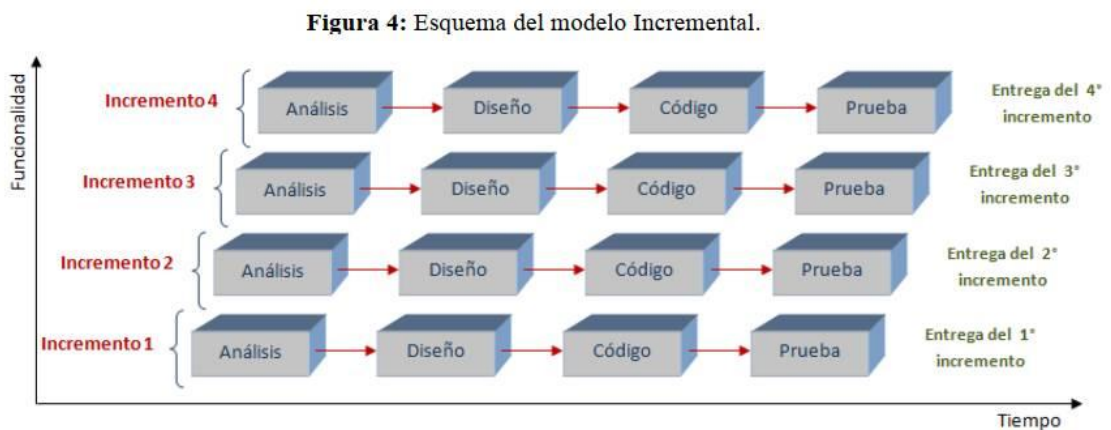 Figura 4: Esquema del modelo Incremental.
Funcionalidad
Incremento 4
Análisis
Diseño
Código
Prueba
Entrega del 4°
incremento
Incremento 3
Análisis
Diseño
Código
Prueba
Entrega del 3°
incremento
Incremento 2
Análisis
Diseño
Código
Prueba
Entrega del 2°
incremento
Incremento 1
Análisis
Diseño
Código
Prueba
Entrega del 1°
incremento
Tiempo